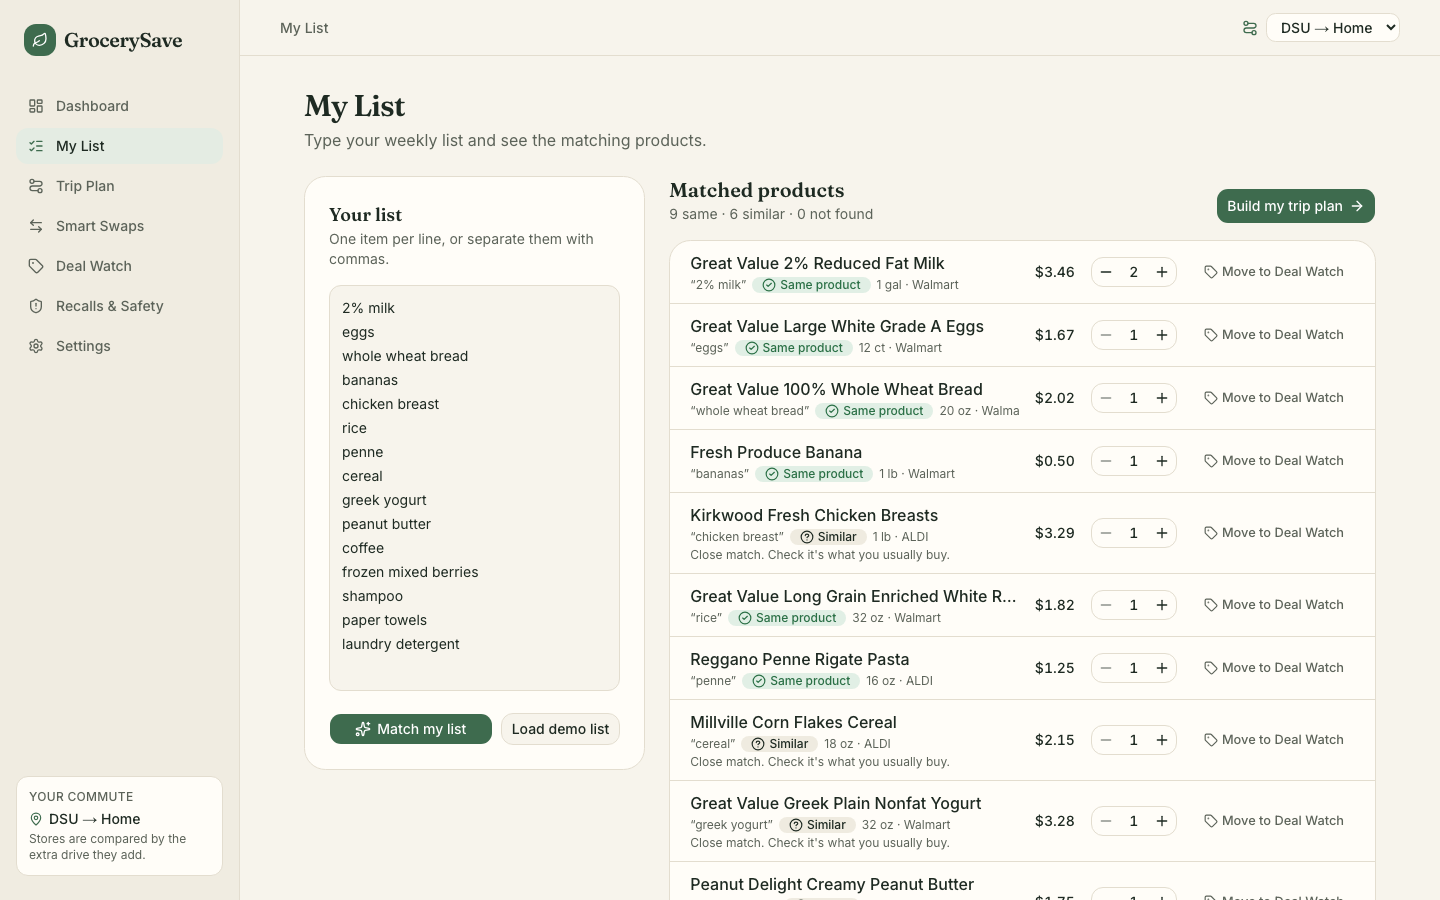 GrocerySave
My List
DSU → Home
Dashboard
My List
Trip Plan
Smart Swaps
Deal Watch
Recalls & Safety
Settings
YOUR COMMUTE
DSU → Home
Stores are compared by the
extra drive they add.
My List
Type your weekly list and see the matching products.
Your list
One item per line, or separate them with
commas.
2% milk
eggs
whole wheat bread
bananas
chicken breast
rice
penne
cereal
greek yogurt
peanut butter
coffee
frozen mixed berries
shampoo
paper towels
laundry detergent
Match my list
Load demo list
Matched products
9 same · 6 similar · 0 not found
Build my trip plan
Great Value 2% Reduced Fat Milk
“2% milk” Same product 1 gal · Walmart
$3.46 − 2 + Move to Deal Watch
Great Value Large White Grade A Eggs
“eggs” Same product 12 ct · Walmart
$1.67 − 1 + Move to Deal Watch
Great Value 100% Whole Wheat Bread
“whole wheat bread” Same product 20 oz · Walma
$2.02 − 1 + Move to Deal Watch
Fresh Produce Banana
“bananas” Same product 1 lb · Walmart
$0.50 − 1 + Move to Deal Watch
Kirkwood Fresh Chicken Breasts
“chicken breast” Similar 1 lb · ALDI
Close match. Check it's what you usually buy.
$3.29 − 1 + Move to Deal Watch
Great Value Long Grain Enriched White R...
“rice” Same product 32 oz · Walmart
$1.82 − 1 + Move to Deal Watch
Reggano Penne Rigate Pasta
“penne” Same product 16 oz · ALDI
$1.25 − 1 + Move to Deal Watch
Millville Corn Flakes Cereal
“cereal” Similar 18 oz · ALDI
Close match. Check it's what you usually buy.
$2.15 − 1 + Move to Deal Watch
Great Value Greek Plain Nonfat Yogurt
“greek yogurt” Similar 32 oz · Walmart
Close match. Check it's what you usually buy.
$3.28 − 1 + Move to Deal Watch
Peanut Delight Creamy Peanut Butter